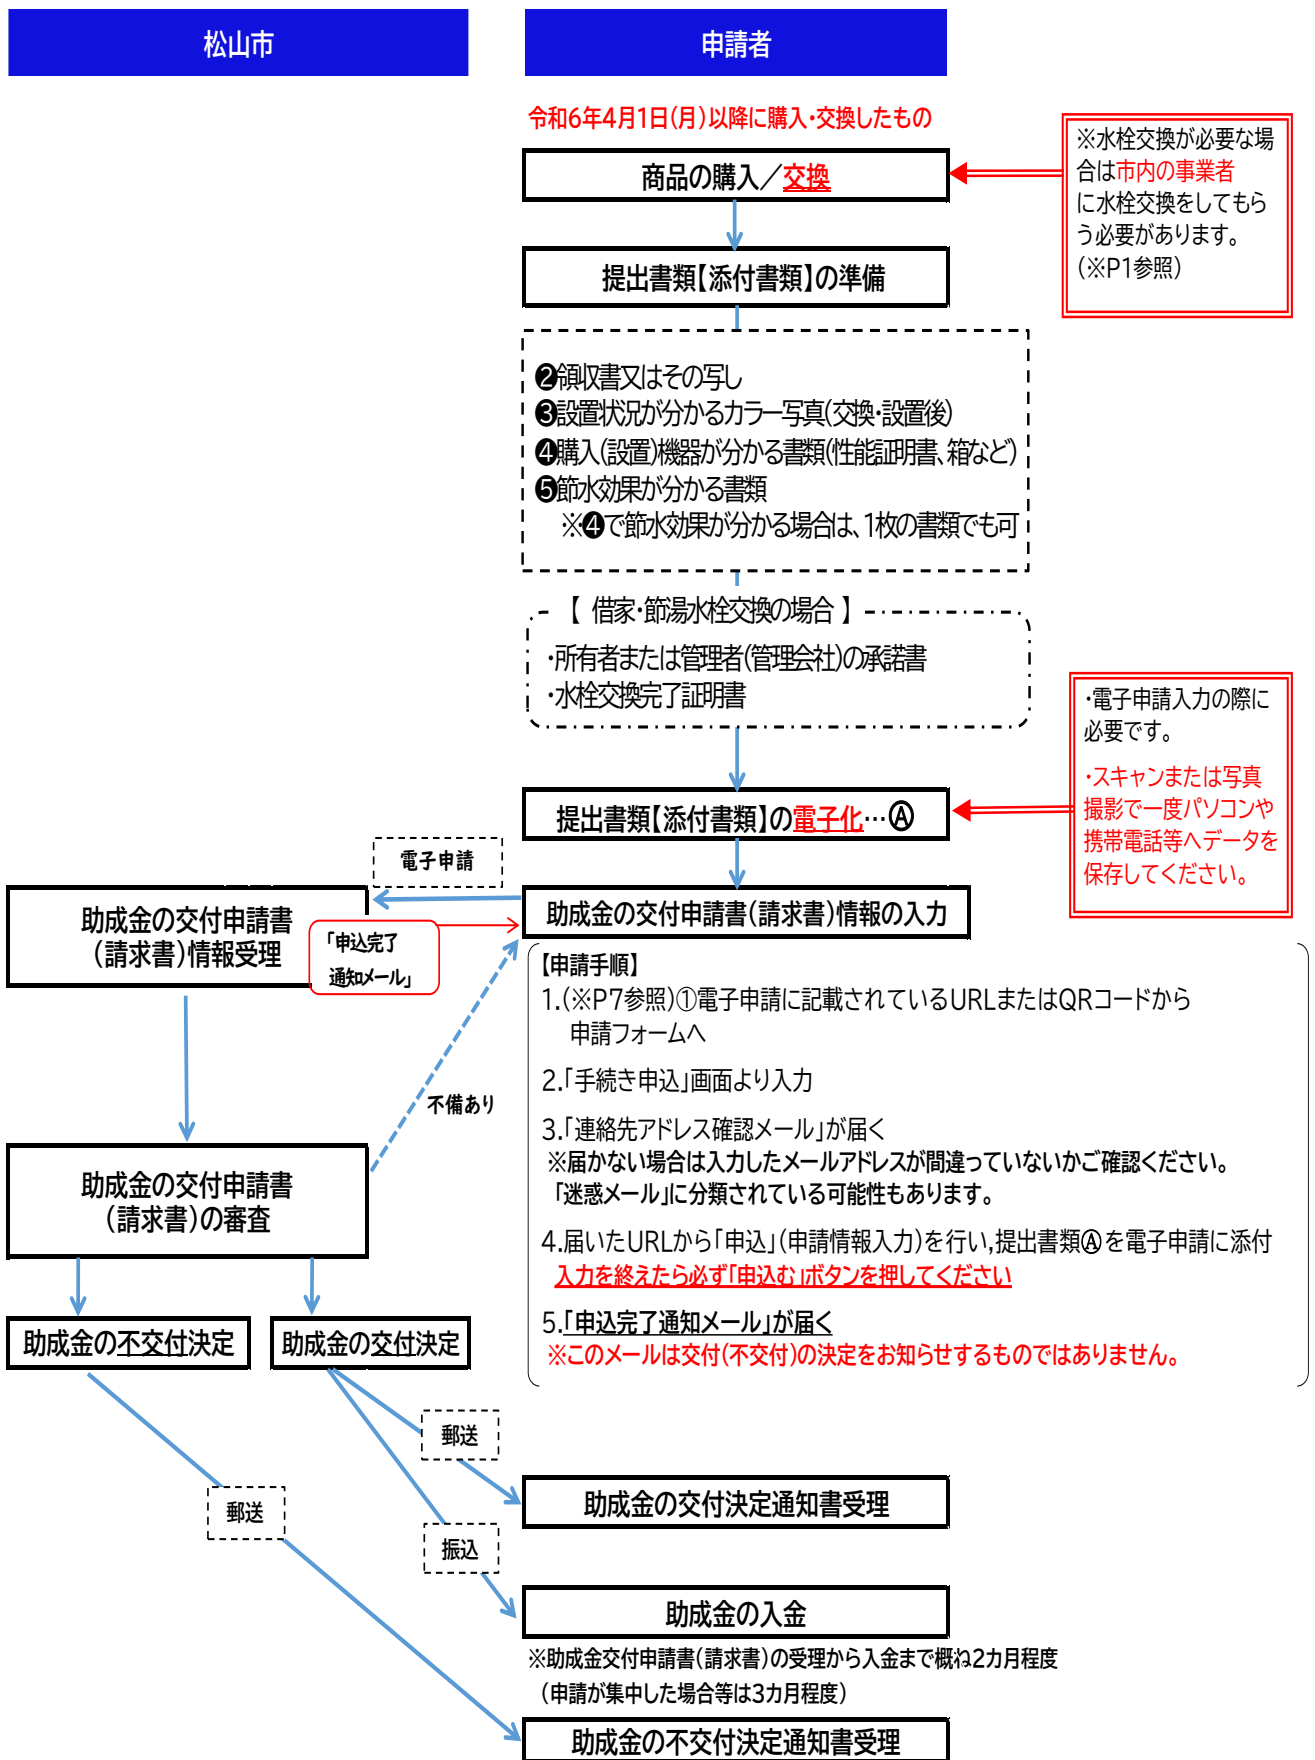 松山市
申請者
令和6年4月1日(月)以降に購入・交換したもの
商品の購入／交換
※水栓交換が必要な場
合は市内の事業者
に水栓交換をしてもら
う必要があります。
(※P1参照)
提出書類【添付書類】の準備
❷領収書又はその写し
❸設置状況が分かるカラー写真(交換・設置後)
❹購入(設置)機器が分かる書類(性能証明書、箱など)
❺節水効果が分かる書類
※❹で節水効果が分かる場合は、1枚の書類でも可
【 借家・節湯水栓交換の場合 】
・所有者または管理者(管理会社)の承諾書
・水栓交換完了証明書
・電子申請入力の際に
必要です。
・スキャンまたは写真
撮影で一度パソコンや
携帯電話等へデータを
保存してください。
提出書類【添付書類】の電子化…Ⓐ
電子申請
助成金の交付申請書(請求書)情報の入力
助成金の交付申請書
(請求書)情報受理
「申込完了
通知メール」
【申請手順】
1.(※P7参照)①電子申請に記載されているURLまたはQRコードから
申請フォームへ
2.「手続き申込」画面より入力
3.「連絡先アドレス確認メール」が届く
※届かない場合は入力したメールアドレスが間違っていないかご確認ください。
「迷惑メール」に分類されている可能性もあります。
4.届いたURLから「申込」(申請情報入力)を行い,提出書類Ⓐを電子申請に添付
入力を終えたら必ず「申込む」ボタンを押してください
5.「申込完了通知メール」が届く
※このメールは交付(不交付)の決定をお知らせするものではありません。
不備あり
助成金の交付申請書
(請求書)の審査
助成金の不交付決定
助成金の交付決定
郵送
助成金の交付決定通知書受理
郵送
振込
助成金の入金
※助成金交付申請書(請求書)の受理から入金まで概ね2カ月程度
(申請が集中した場合等は3カ月程度)
助成金の不交付決定通知書受理